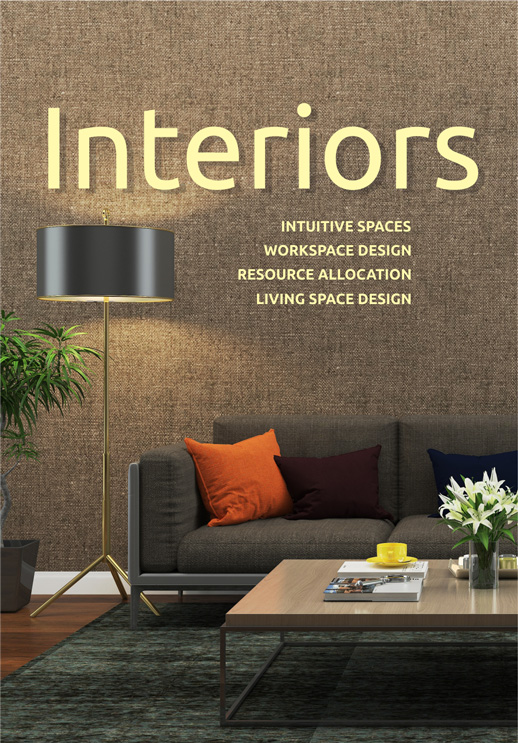 Interiors
INTUITIVE SPACES
WORKSPACE DESIGN
RESOURCE ALLOCATION
LIVING SPACE DESIGN